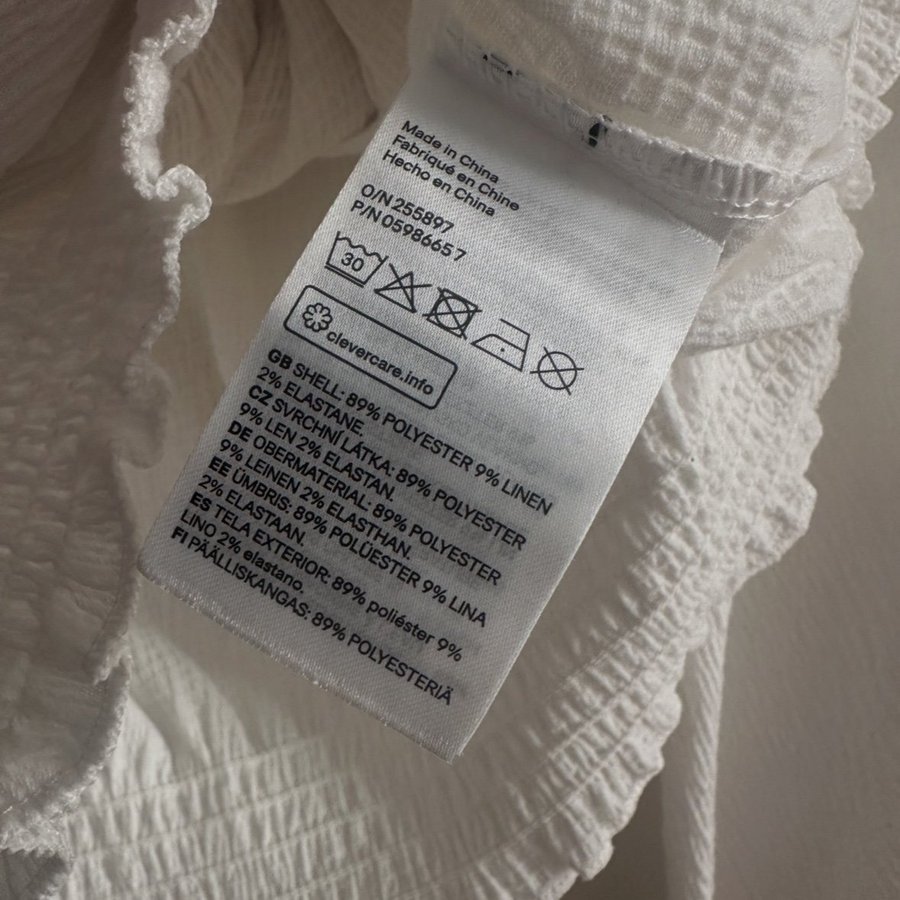 Made in China
Fabriqué en Chine
Hecho en China
O/N 255897
P/N 05986657
30
clevercare.info
GB SHELL: 89% POLYESTER 9% LINEN
2% ELASTANE
CZ SVRCHNÍ LÁTKA: 89% POLYESTER
9% LEN 2% ELASTAN.
DE OBERMATERIAL: 89% POLYESTER
9% LEINEN 2% ELASTHAN.
EE ÜMBRIS: 89% POLÜESTER 9% LINA
2% ELASTAAN.
ES TELA EXTERIOR: 89% poliéster 9%
LINO 2% elastano.
FI PÄÄLLISKANGAS: 89% POLYESTERIÄ